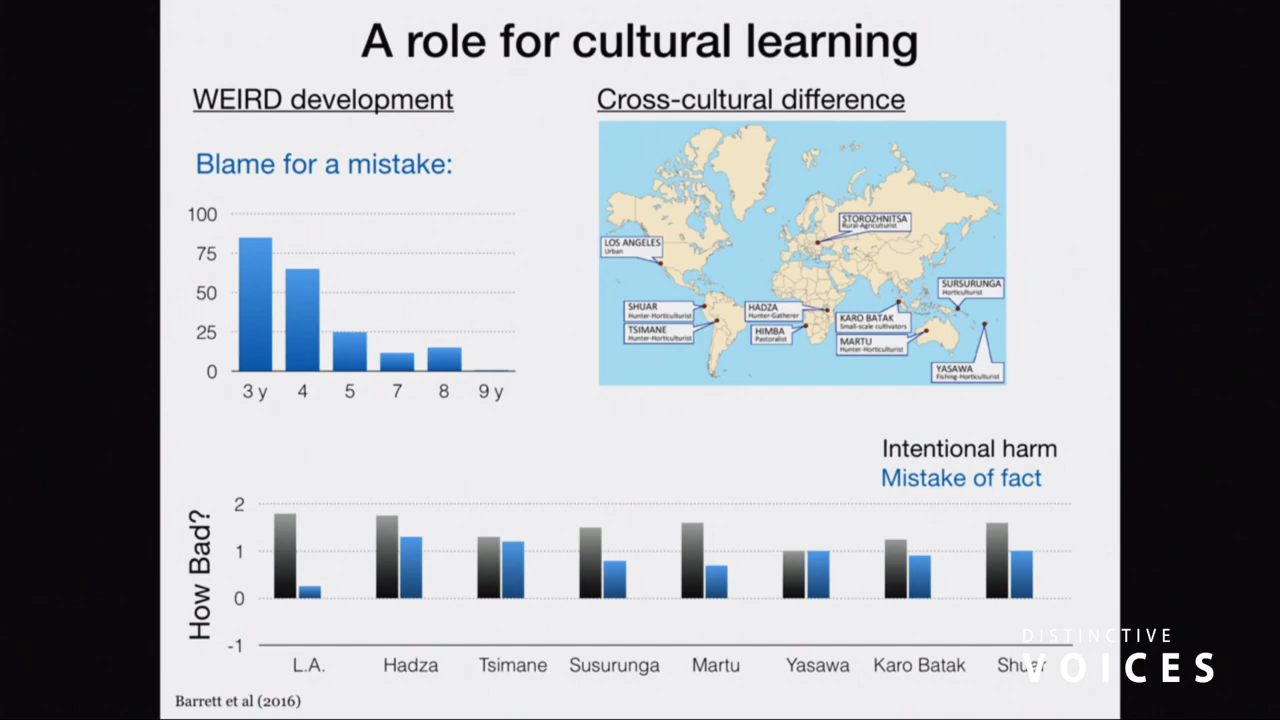 A role for cultural learning
WEIRD development
Cross-cultural difference
Blame for a mistake:
100
75
50
25
0
3 y 4 5 7 8 9 y
STOROZHNITSA
Rural-Agriculturist
LOS ANGELES
Urban
SURSURUNGA
Horticulturist
SHUAR
Hunter-Horticulturist
HADZA
Hunter-Gatherer
KARO BATAK
Small-scale cultivators
TSIMANE
Hunter-Horticulturist
HIMBA
Pastoralist
MARTU
Hunter-Horticulturist
YASAWA
Fishing-Horticulturist
Intentional harm
Mistake of fact
How Bad?
2
1
0
-1
L.A. Hadza Tsimane Susurunga Martu Yasawa Karo Batak Shuar
DISTINCTIVE
VOICES
Barrett et al (2016)